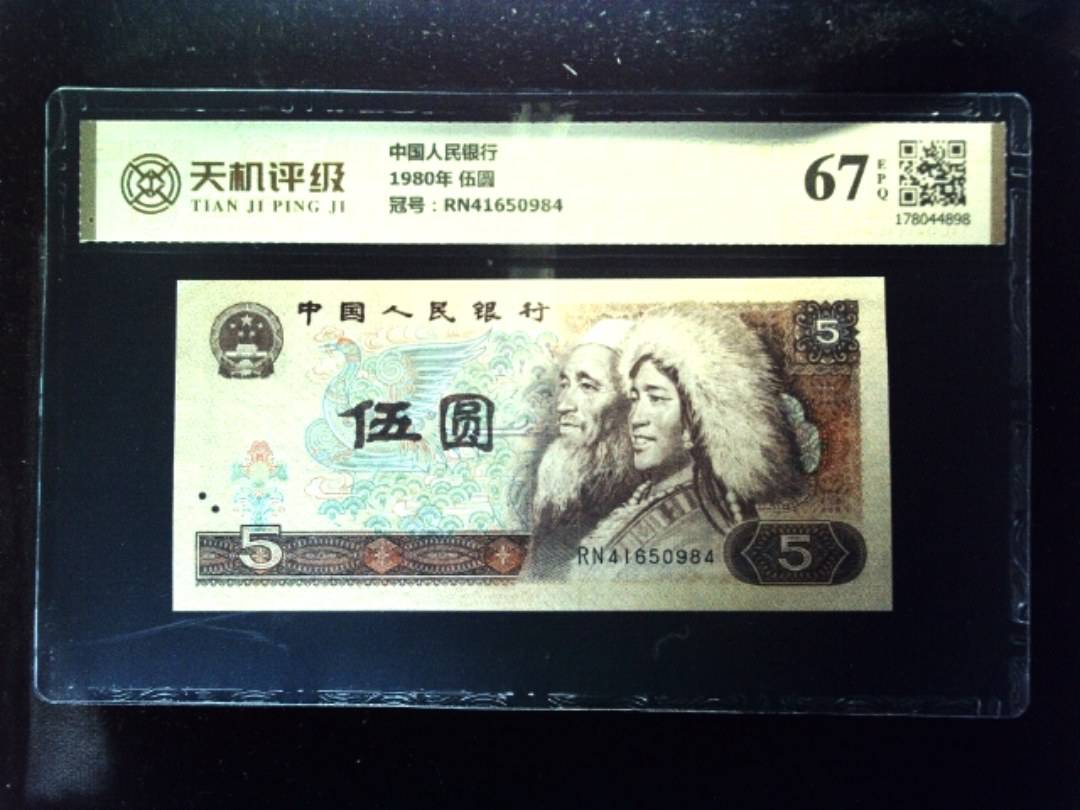 天机评级
TIAN JI PING JI
中国人民银行
1980年 伍圆
冠号：RN41650984
67
EPQ
178044898
中国人民银行
5
伍圆
5
RN41650984
5